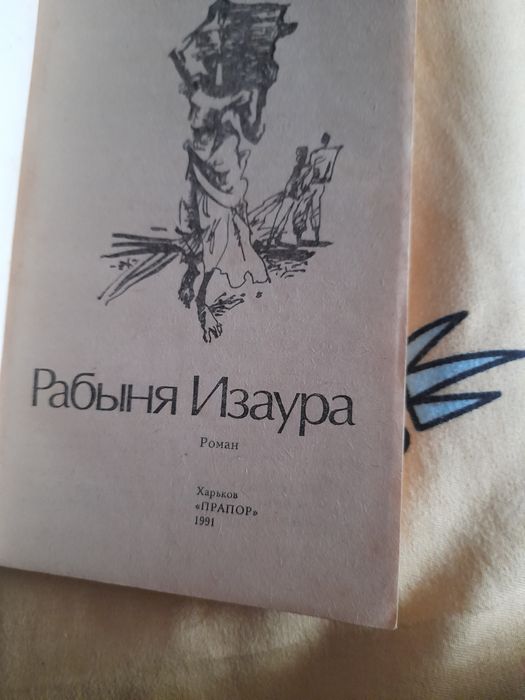 Рабыня Изаура
Роман
Харьков
«ПРАПОР»
1991